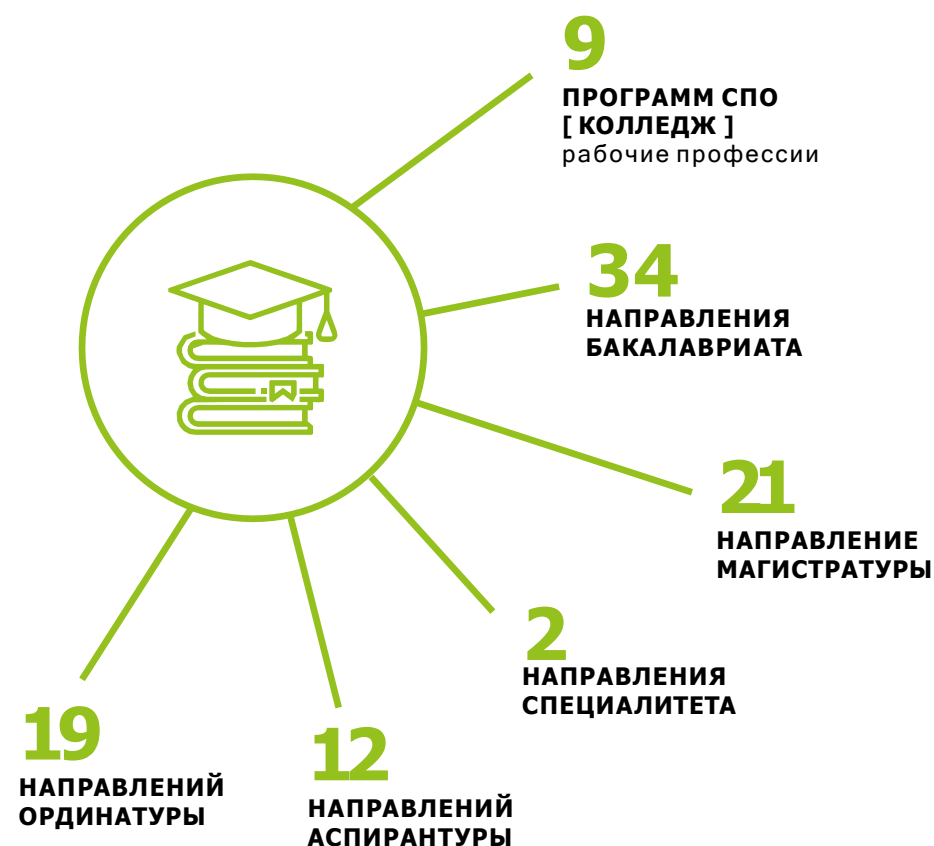 9
ПРОГРАММ СПО
[ КОЛЛЕДЖ ]
рабочие профессии
34
НАПРАВЛЕНИЯ
БАКАЛАВРИАТА
21
НАПРАВЛЕНИЕ
МАГИСТРАТУРЫ
2
НАПРАВЛЕНИЯ
СПЕЦИАЛИТЕТА
12
НАПРАВЛЕНИЙ
АСПИРАНТУРЫ
19
НАПРАВЛЕНИЙ
ОРДИНАТУРЫ